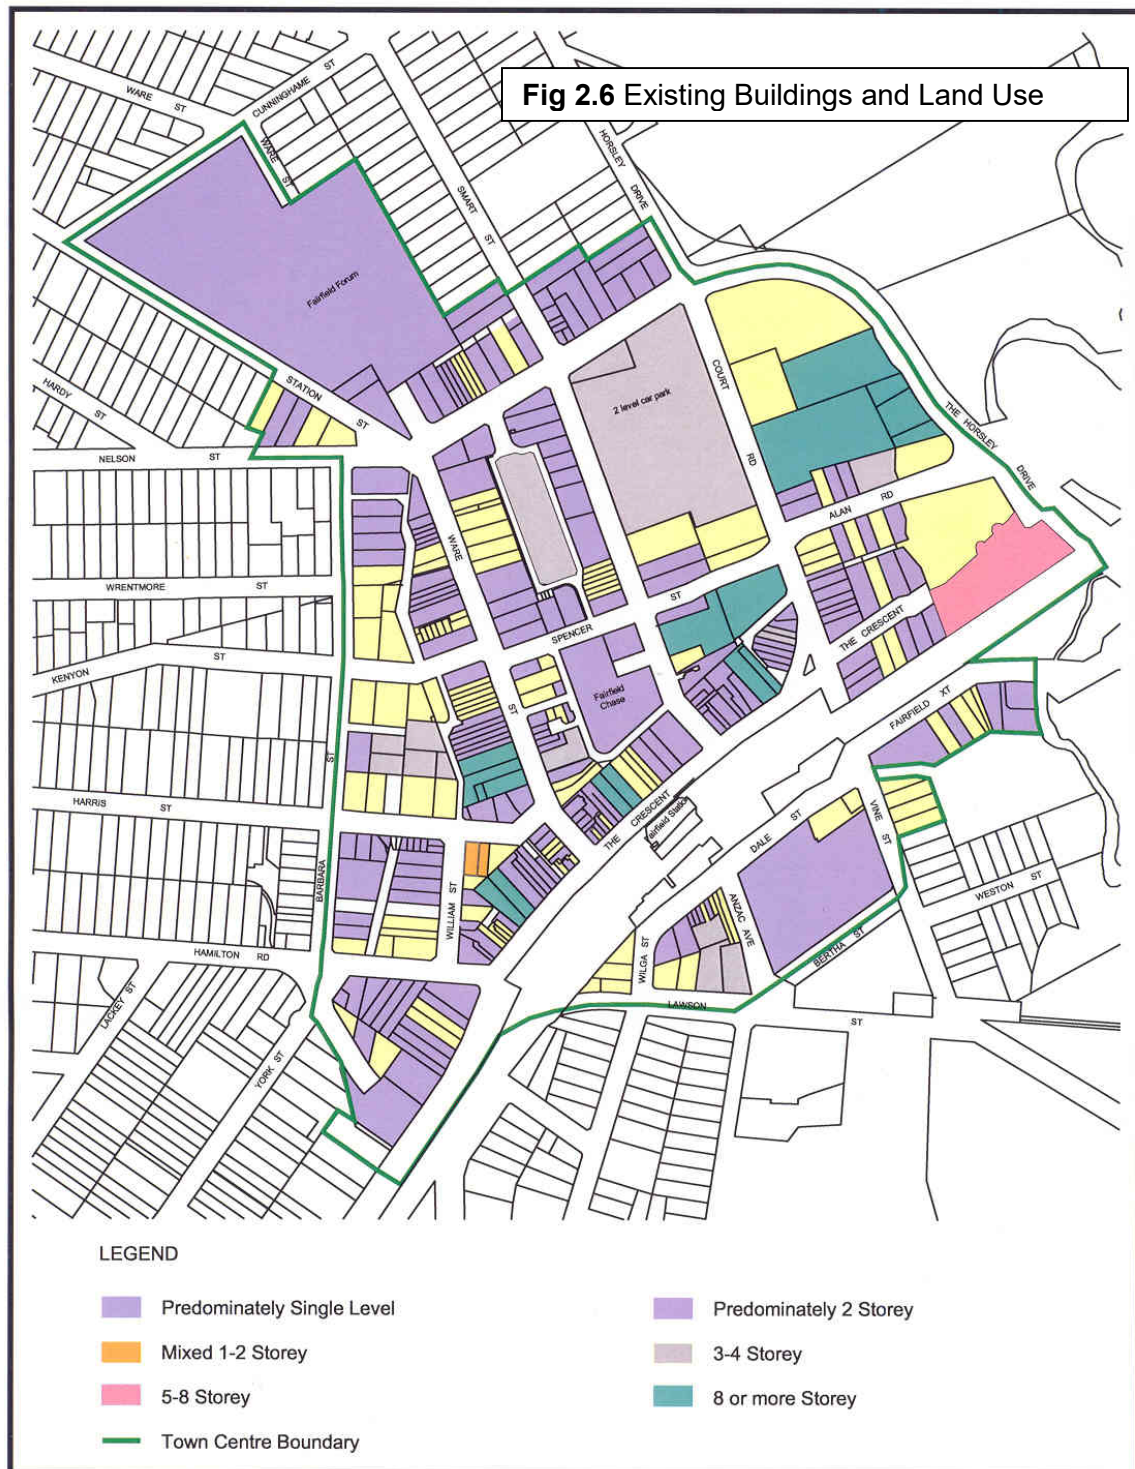 Fig 2.6 Existing Buildings and Land Use
WARE ST
CUNNINGHAME ST
WARE ST
SMART ST
HORSLEY DRIVE
Fairfield Forum
HARDY ST
STATION ST
NELSON ST
2 level car park
COURT RD
THE HORSLEY DRIVE
ALAN RD
WARE ST
WRENTMORE ST
SPENCER ST
THE CRESCENT
KENYON ST
Fairfield Chase
FAIRFIELD XT
HARRIS ST
BARBARA ST
THE CRESCENT
Fairfield Station
DALE ST
VINE ST
WESTON ST
WILLIAM ST
ANZAC AVE
BERTHA ST
WILGA ST
HAMILTON RD
LACKEY ST
LAWSON ST
YORK ST
LEGEND
Predominately Single Level
Predominately 2 Storey
Mixed 1-2 Storey
3-4 Storey
5-8 Storey
8 or more Storey
Town Centre Boundary